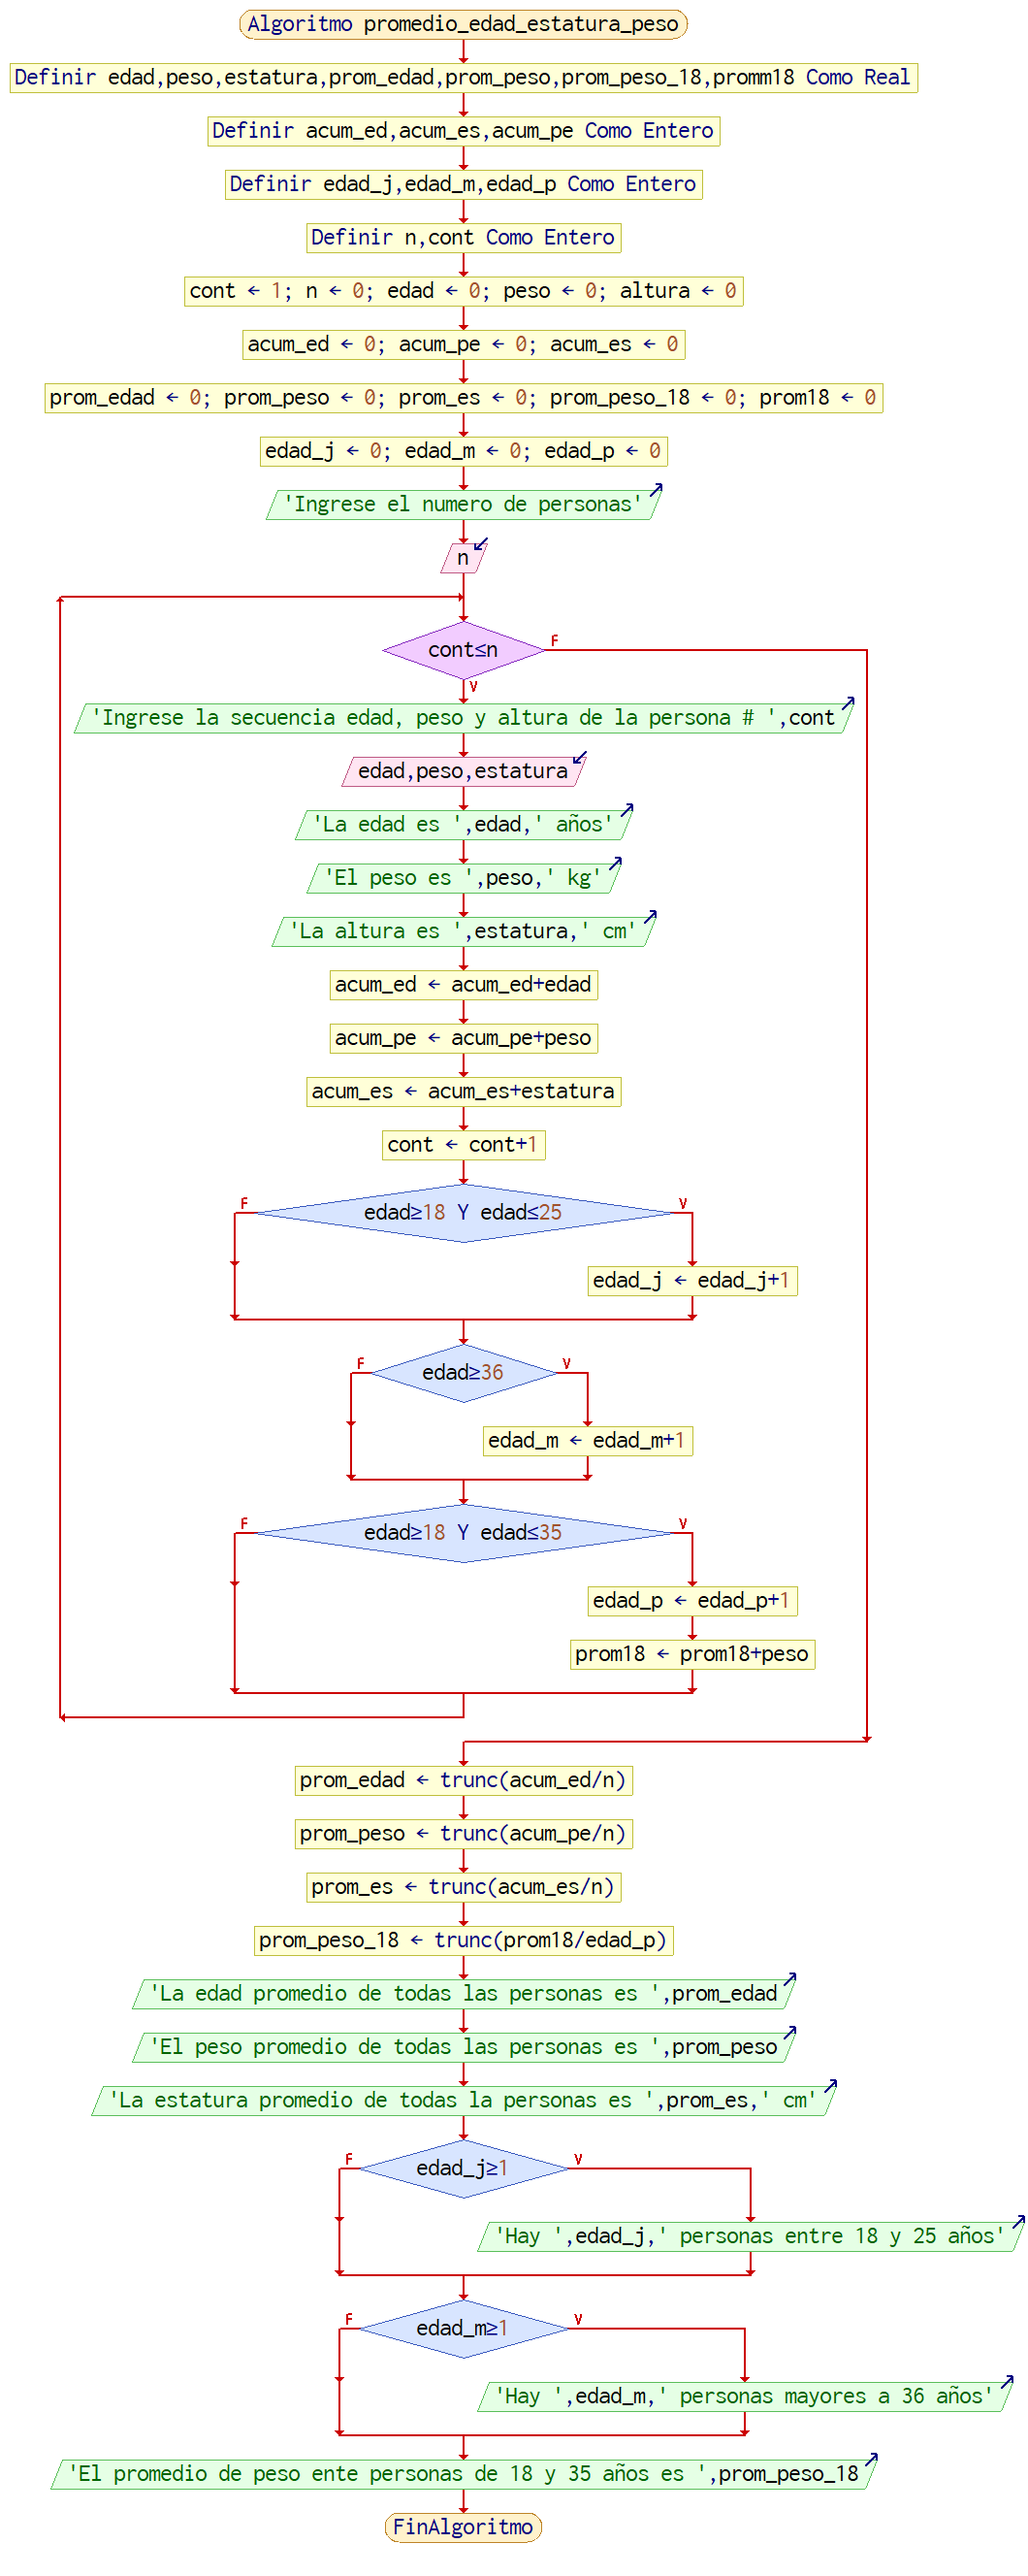 Algoritmo promedio_edad_estatura_peso
Definir edad,peso,estatura,prom_edad,prom_peso,prom_peso_18,promm18 Como Real
Definir acum_ed,acum_es,acum_pe Como Entero
Definir edad_j,edad_m,edad_p Como Entero
Definir n,cont Como Entero
cont ← 1; n ← 0; edad ← 0; peso ← 0; altura ← 0
acum_ed ← 0; acum_pe ← 0; acum_es ← 0
prom_edad ← 0; prom_peso ← 0; prom_es ← 0; prom_peso_18 ← 0; prom18 ← 0
edad_j ← 0; edad_m ← 0; edad_p ← 0
'Ingrese el numero de personas'
n
cont≤n
F
V
'Ingrese la secuencia edad, peso y altura de la persona # ',cont
edad,peso,estatura
'La edad es ',edad,' años'
'El peso es ',peso,' kg'
'La altura es ',estatura,' cm'
acum_ed ← acum_ed+edad
acum_pe ← acum_pe+peso
acum_es ← acum_es+estatura
cont ← cont+1
F
edad≥18 Y edad≤25
V
edad_j ← edad_j+1
F
edad≥36
V
edad_m ← edad_m+1
F
edad≥18 Y edad≤35
V
edad_p ← edad_p+1
prom18 ← prom18+peso
prom_edad ← trunc(acum_ed/n)
prom_peso ← trunc(acum_pe/n)
prom_es ← trunc(acum_es/n)
prom_peso_18 ← trunc(prom18/edad_p)
'La edad promedio de todas las personas es ',prom_edad
'El peso promedio de todas las personas es ',prom_peso
'La estatura promedio de todas la personas es ',prom_es,' cm'
F
edad_j≥1
V
'Hay ',edad_j,' personas entre 18 y 25 años'
F
edad_m≥1
V
'Hay ',edad_m,' personas mayores a 36 años'
'El promedio de peso ente personas de 18 y 35 años es ',prom_peso_18
FinAlgoritmo